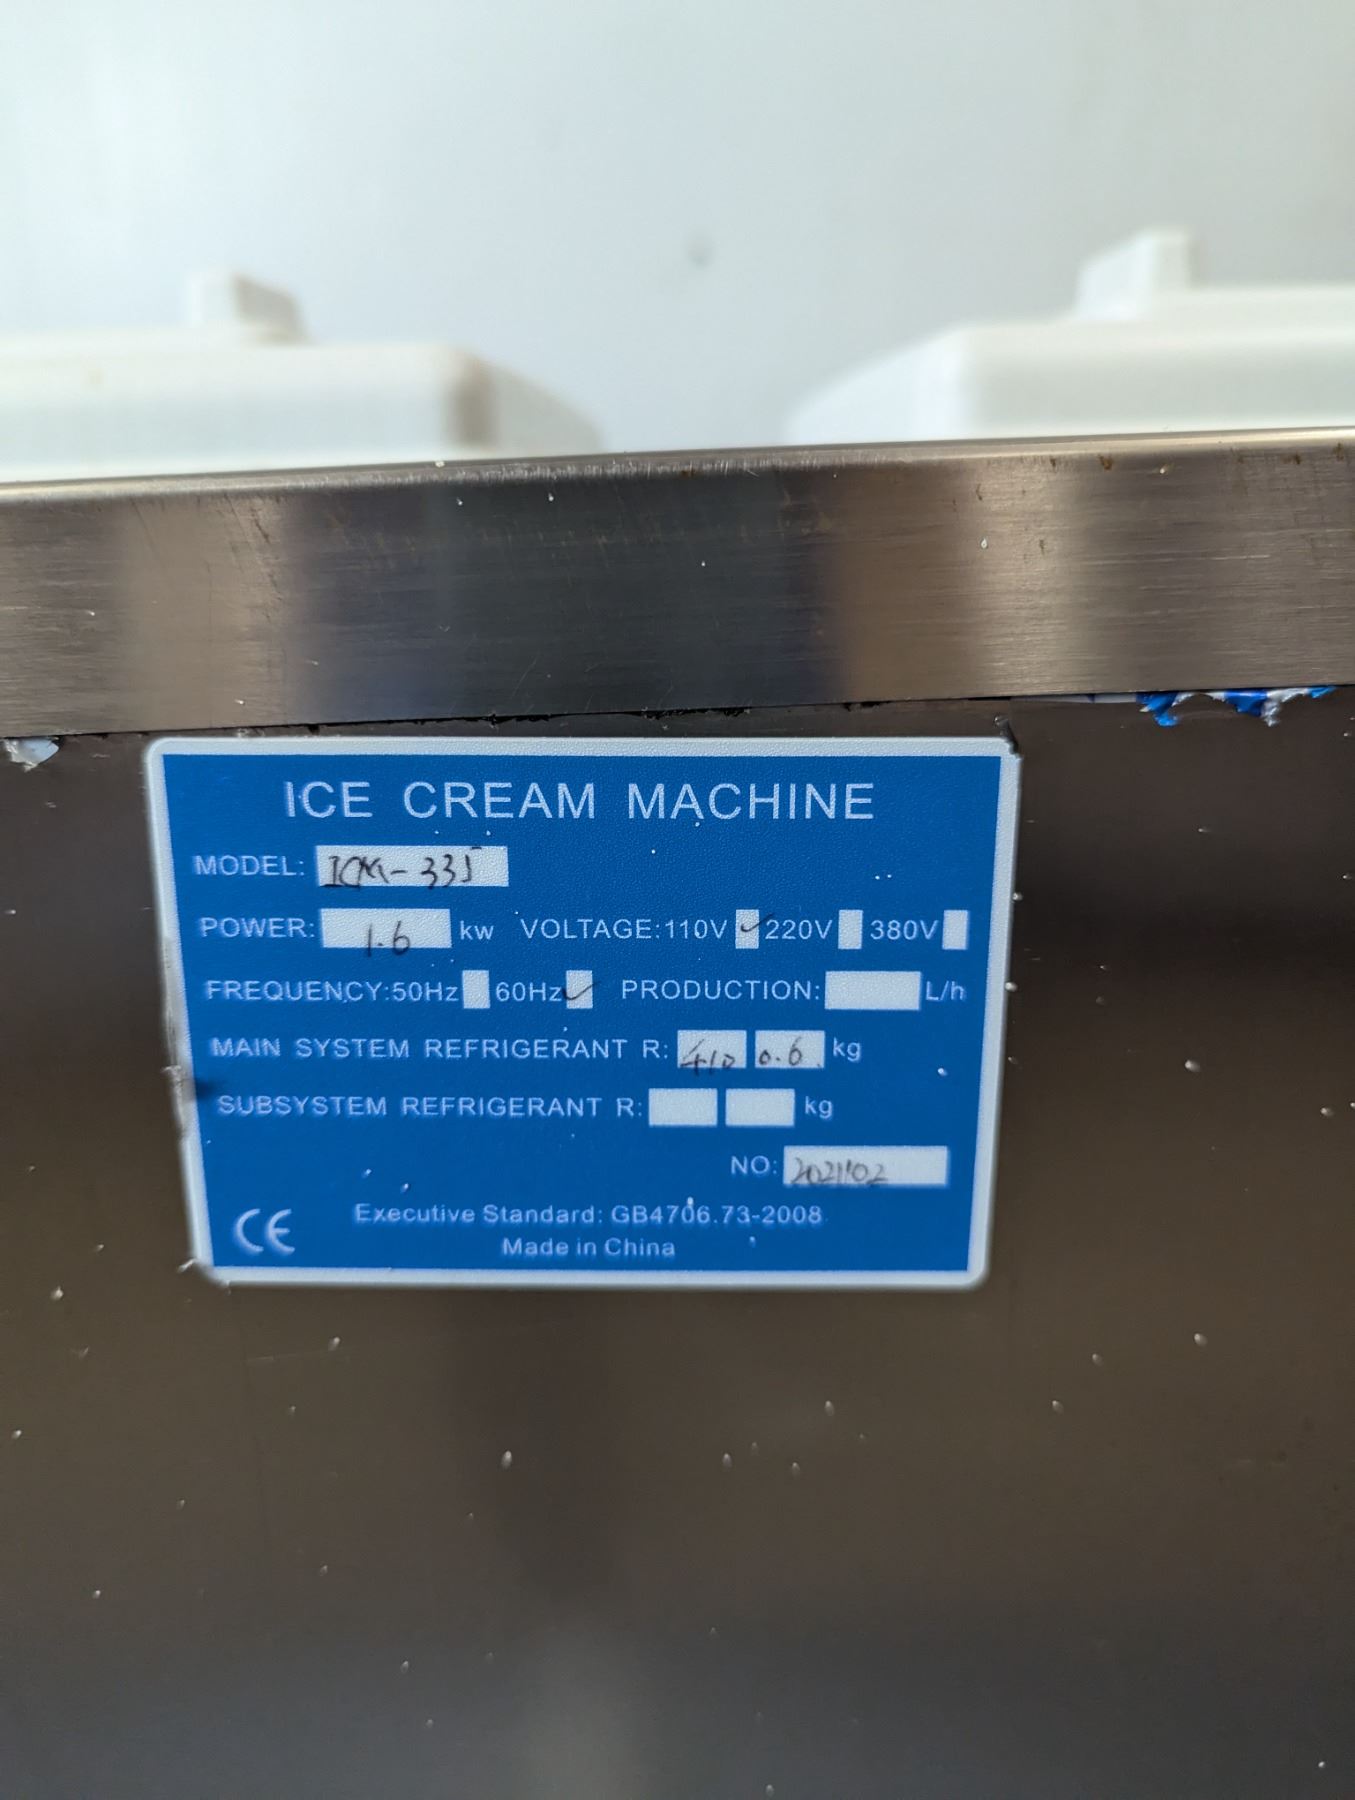 ICE CREAM MACHINE
MODEL: ICM-335
POWER: 1.6 kw VOLTAGE:110V ✓ 220V 380V
FREQUENCY:50Hz 60Hz ✓ PRODUCTION: L/h
MAIN SYSTEM REFRIGERANT R: 410 0.6 kg
SUBSYSTEM REFRIGERANT R: kg
NO:
CE Executive Standard: GB4706.73-2008
Made in China